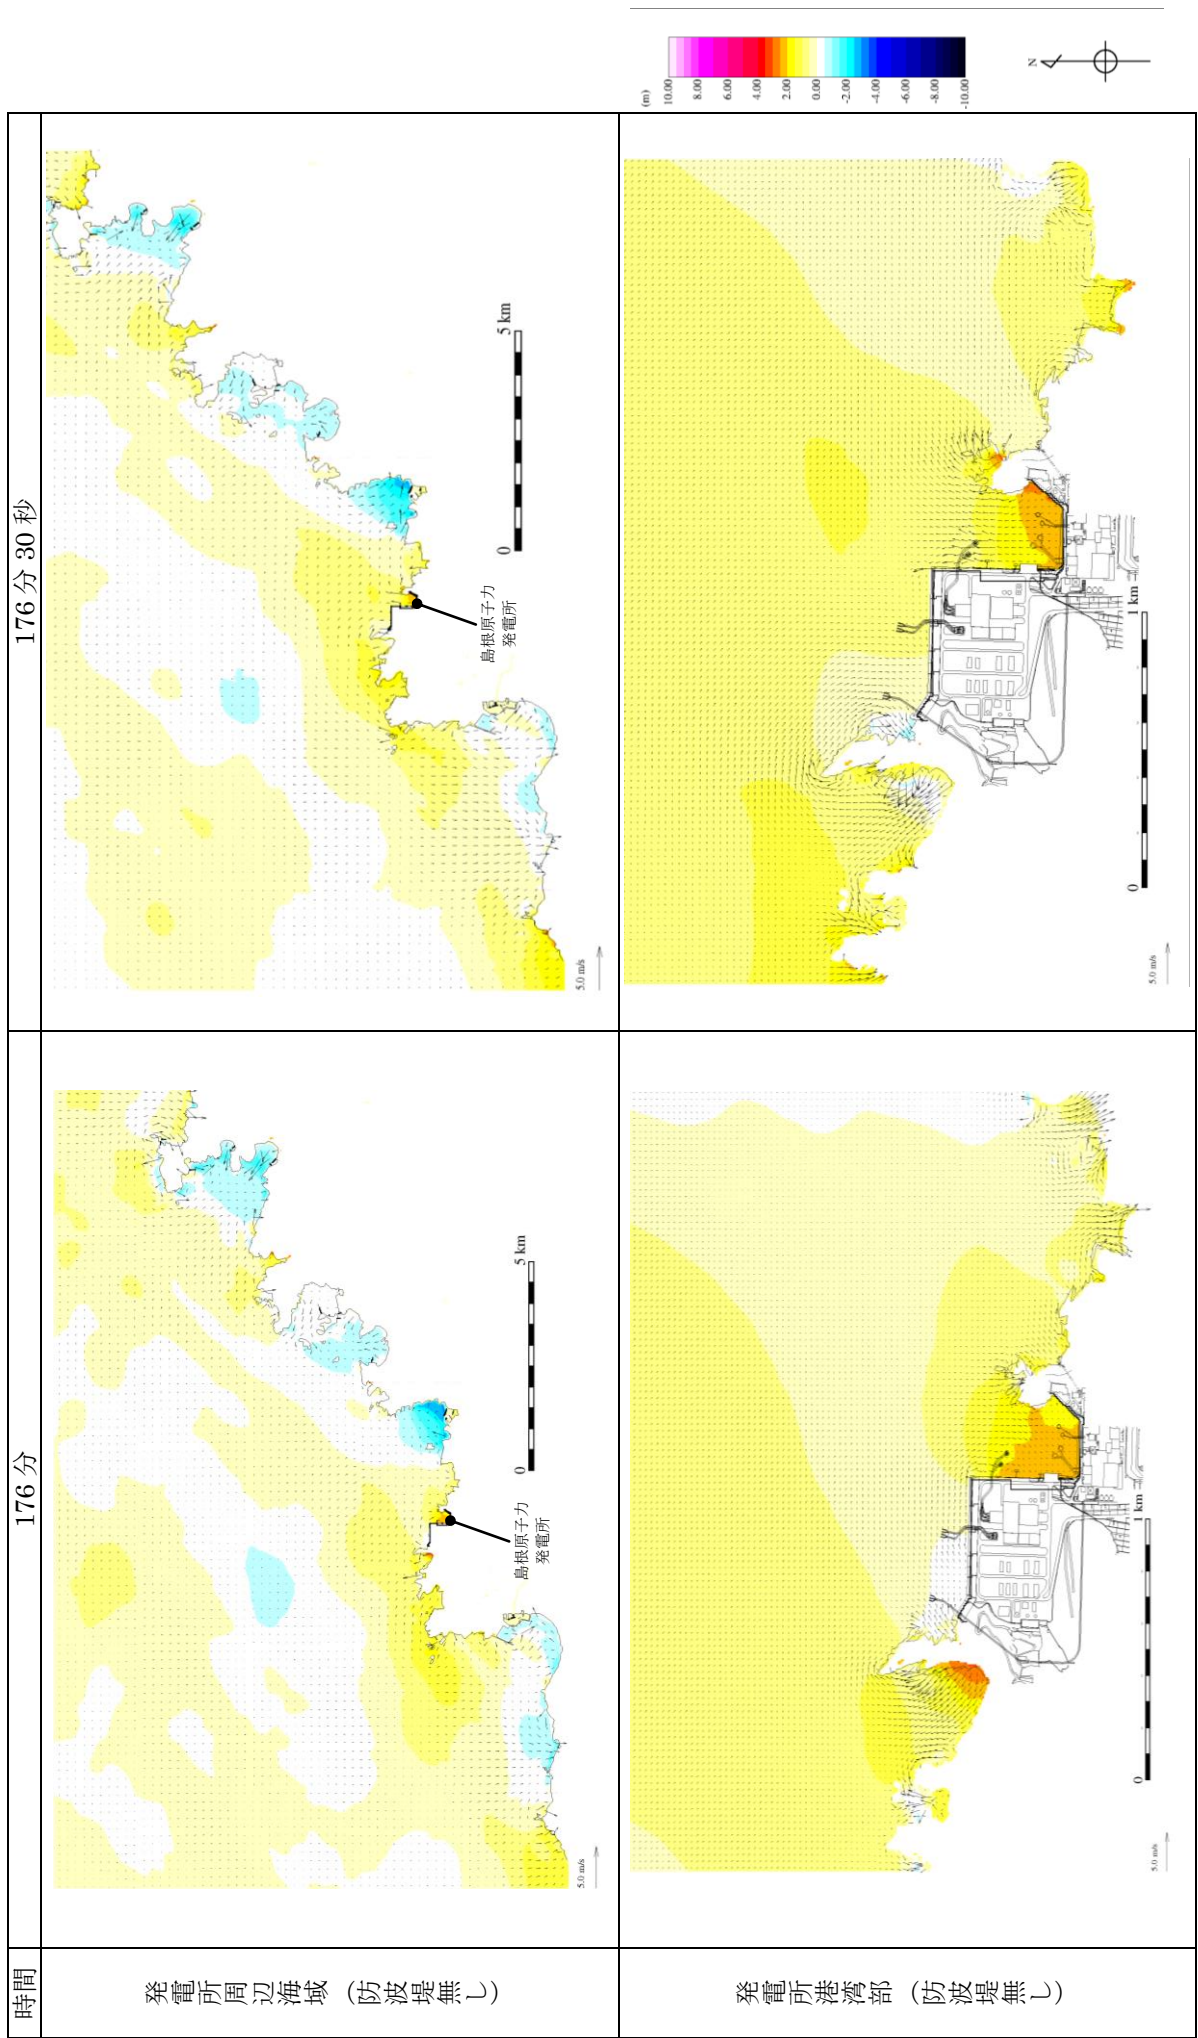 時間
176分
176分30秒
発電所周辺海域（防波堤無し）
島根原子力
発電所
0
5 km
5.0 m/s
島根原子力
発電所
0
5 km
5.0 m/s
発電所港湾部（防波堤無し）
0
1 km
5.0 m/s
0
1 km
5.0 m/s
(m)
10.00
8.00
6.00
4.00
2.00
0.00
-2.00
-4.00
-6.00
-8.00
-10.00
N